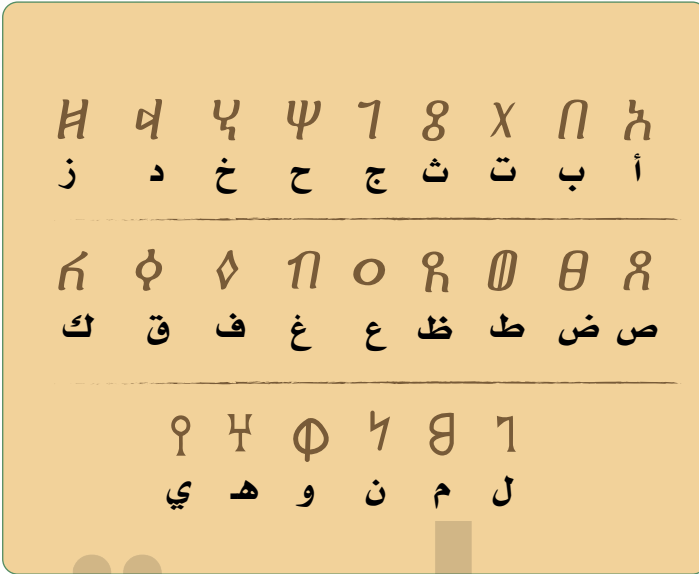 𐩱 𐩨 𐩩 𐩻 𐩴 𐩢 𐩭 𐩵 𐩸
أ ب ت ث ج ح خ د ز
𐩮 𐩳 𐩷 𐩼 𐩲 𐩶 𐩰 𐩤 𐩫
ص ض ط ظ ع غ ف ق ك
𐩡 𐩣 𐩬 𐩥 𐩠 𐩺
ل م ن و هـ ي